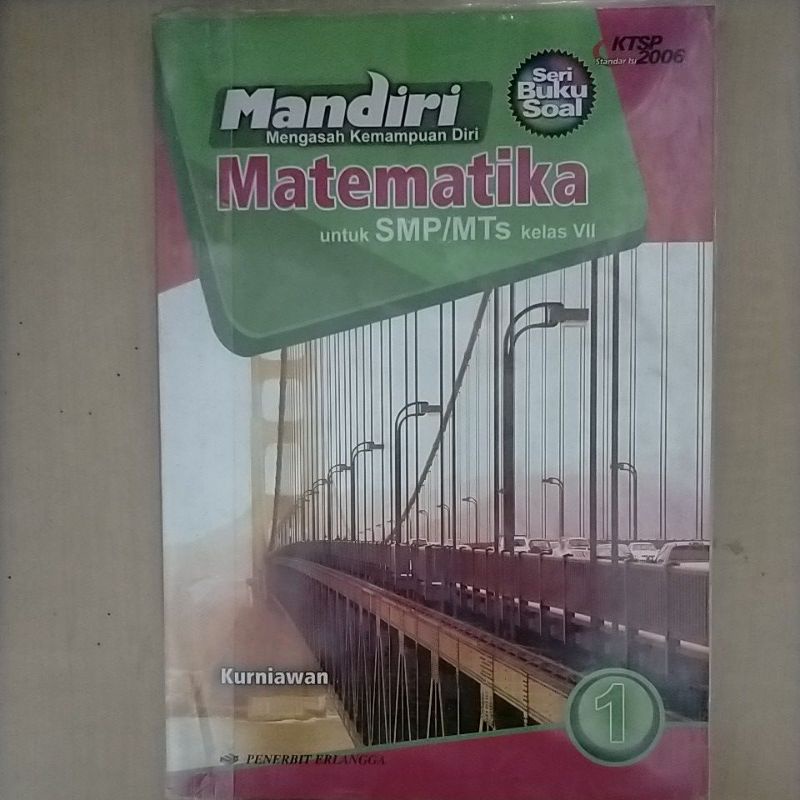 KTSP
Standar Isi 2006
Seri
Buku
Soal
Mandiri
Mengasah Kemampuan Diri
Matematika
untuk SMP/MTs kelas VII
Kurniawan
1
PENERBIT ERLANGGA